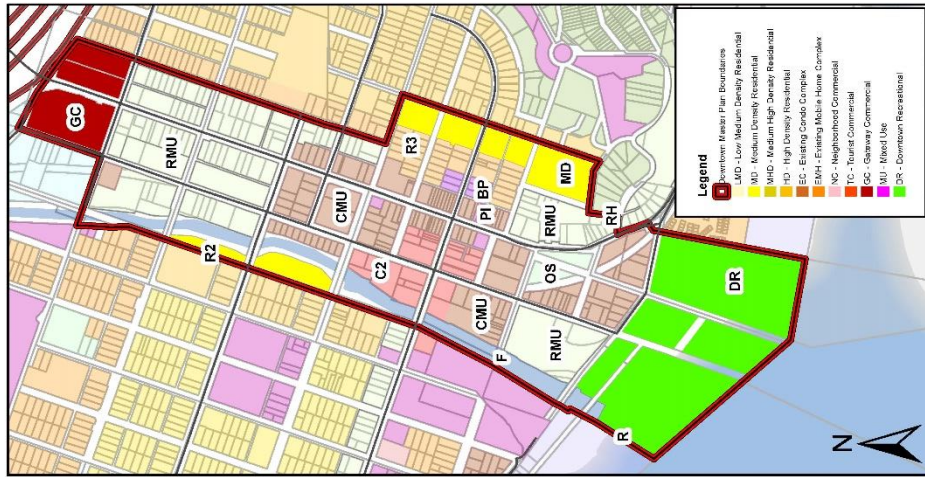 GC
RMU
R2
CMU
R3
C2
PI
BP
MD
CMU
RMU
RH
OS
F
RMU
DR
R
N
Legend
Downtown Master Plan Boundaries
LMD - Low Medium Density Residential
MD - Medium Density Residential
MHD - Medium High Density Residential
HD - High Density Residential
EC - Existing Condo Complex
EMH - Existing Mobile Home Complex
NC - Neighborhood Commercial
TC - Tourist Commercial
GC - Gateway Commercial
MU - Mixed Use
DR - Downtown Recreational